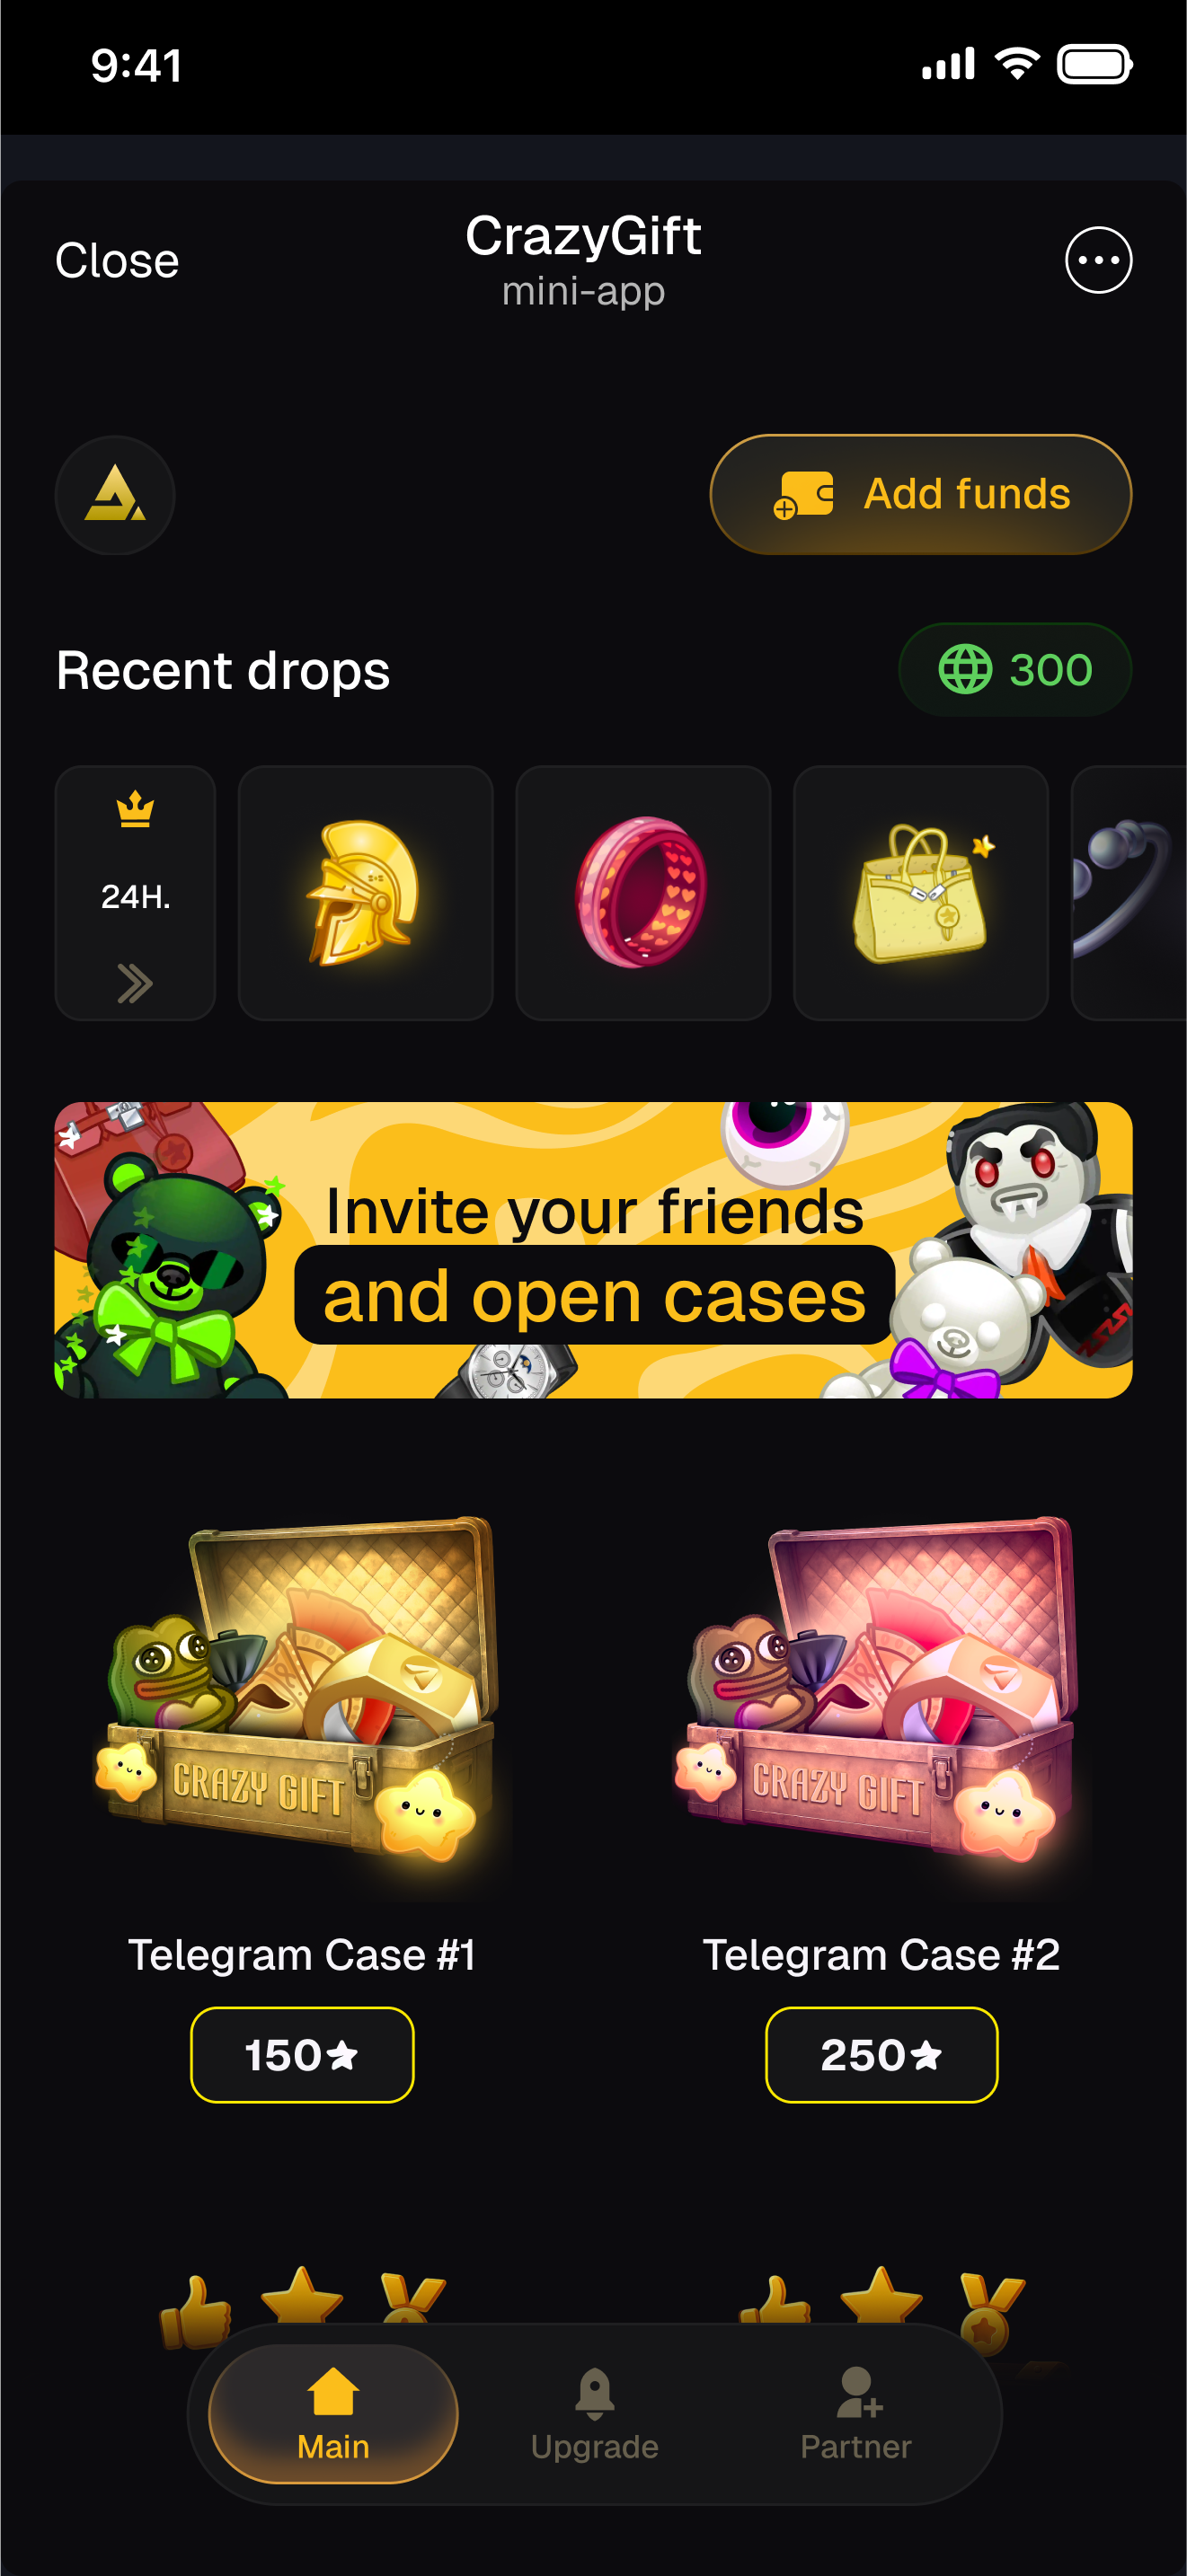 9:41
Close
CrazyGift
mini-app
Add funds
Recent drops
300
24H.
Invite your friends
and open cases
CRAZY GIFT
CRAZY GIFT
Telegram Case #1
Telegram Case #2
150
250
Main
Upgrade
Partner